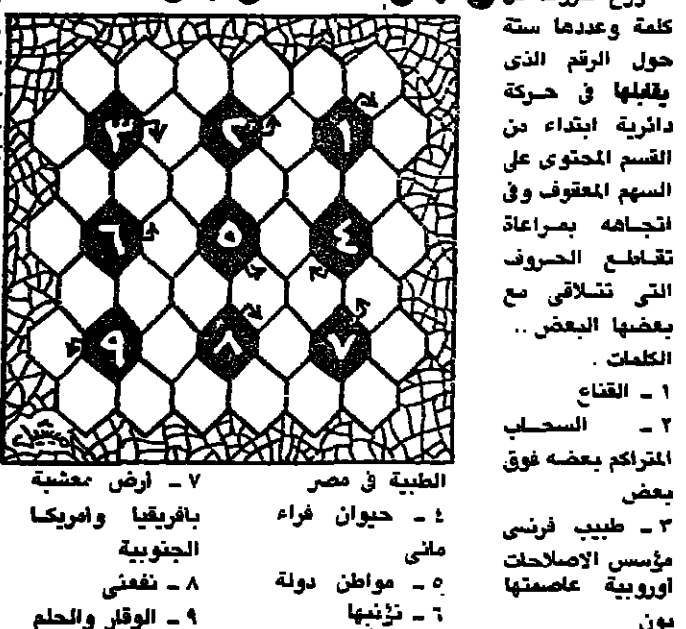 كلمة وعددها ستة
حول الرقم الذى
يقابلها فى حركة
دائرية ابتداء من
القسم المحتوى على
السهم المعقوف وفى
اتجاهه بمراعاة
تقاطع الحروف
التى تتلاقى مع
بعضها البعض ..
الكلمات .
١ - القناع
٢ - السحاب
المتراكم بعضه فوق
بعض
٣ - طبيب فرنسى
مؤسس الاصلاحات
أوروبية عاصمتها
بون
١
٢
٣
٤
٥
٦
٧
٨
٩
الطبية فى مصر
٤ - حيوان فراء
مائى
٥ - مواطن دولة
٦ - تؤنبها
٧ - أرض معشبة
بافريقيا وأمريكا
الجنوبية
٨ - نفعنى
٩ - الوقار والحلم